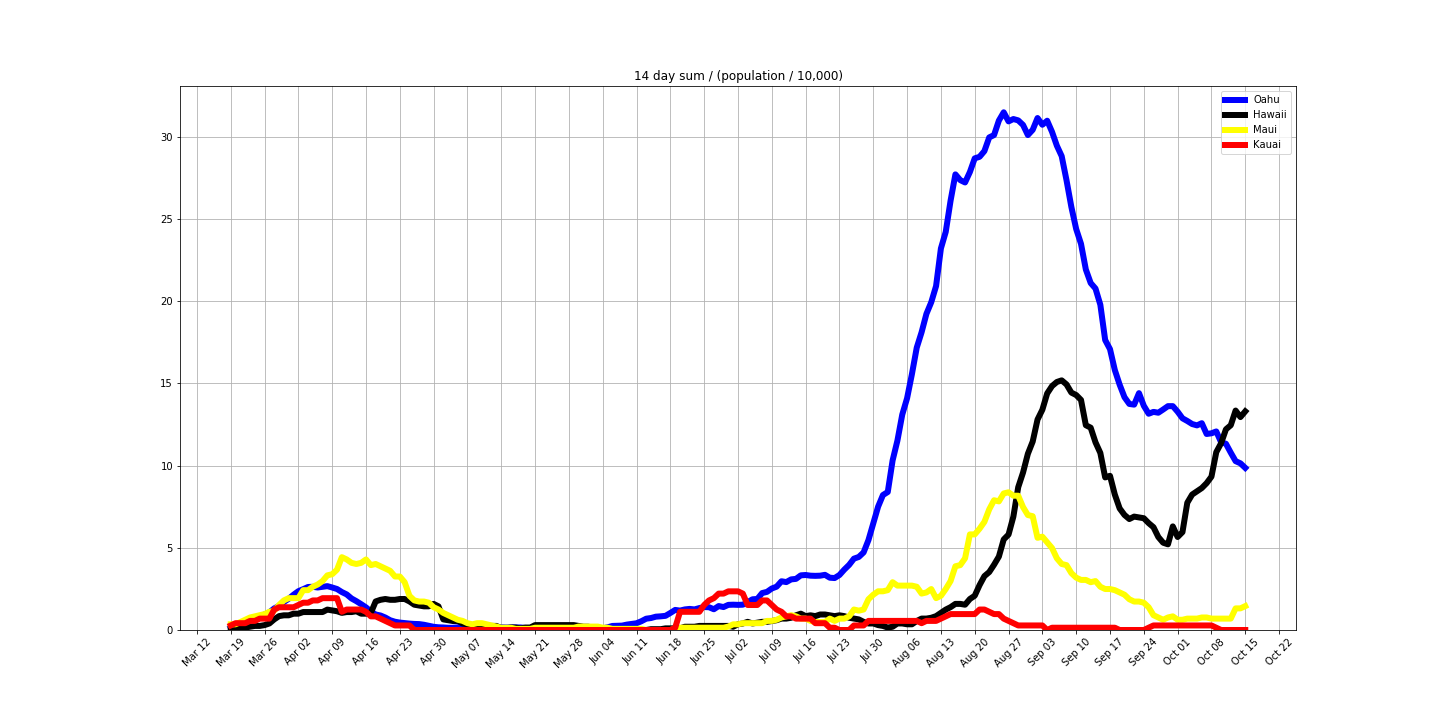 14 day sum / (population / 10,000)
Oahu
Hawaii
Maui
Kauai
30
25
20
15
10
5
0
Mar 12 Mar 19 Mar 26 Apr 02 Apr 09 Apr 16 Apr 23 Apr 30 May 07 May 14 May 21 May 28 Jun 04 Jun 11 Jun 18 Jun 25 Jul 02 Jul 09 Jul 16 Jul 23 Jul 30 Aug 06 Aug 13 Aug 20 Aug 27 Sep 03 Sep 10 Sep 17 Sep 24 Oct 01 Oct 08 Oct 15 Oct 22